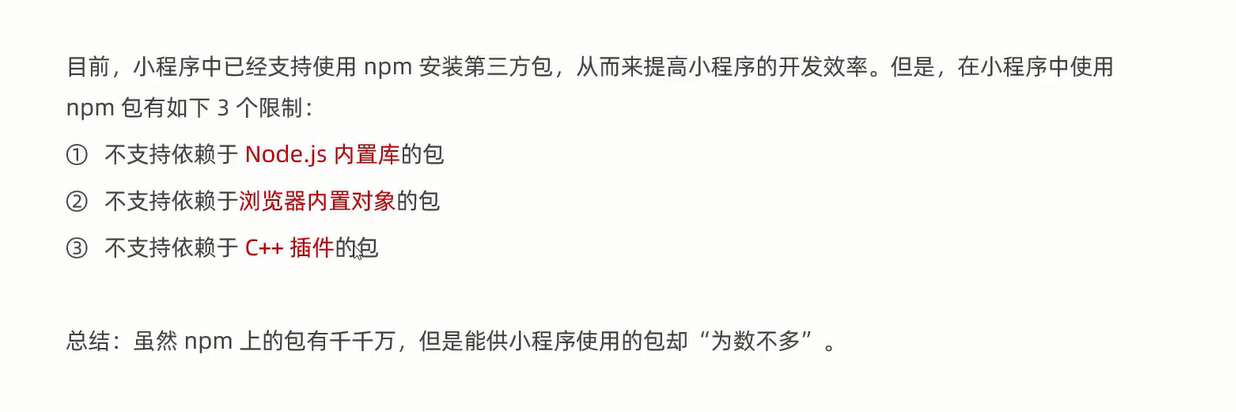 目前，小程序中已经支持使用 npm 安装第三方包，从而来提高小程序的开发效率。但是，在小程序中使用
npm 包有如下 3 个限制：
① 不支持依赖于 Node.js 内置库的包
② 不支持依赖于浏览器内置对象的包
③ 不支持依赖于 C++ 插件的包
总结：虽然 npm 上的包有千千万，但是能供小程序使用的包却“为数不多”。